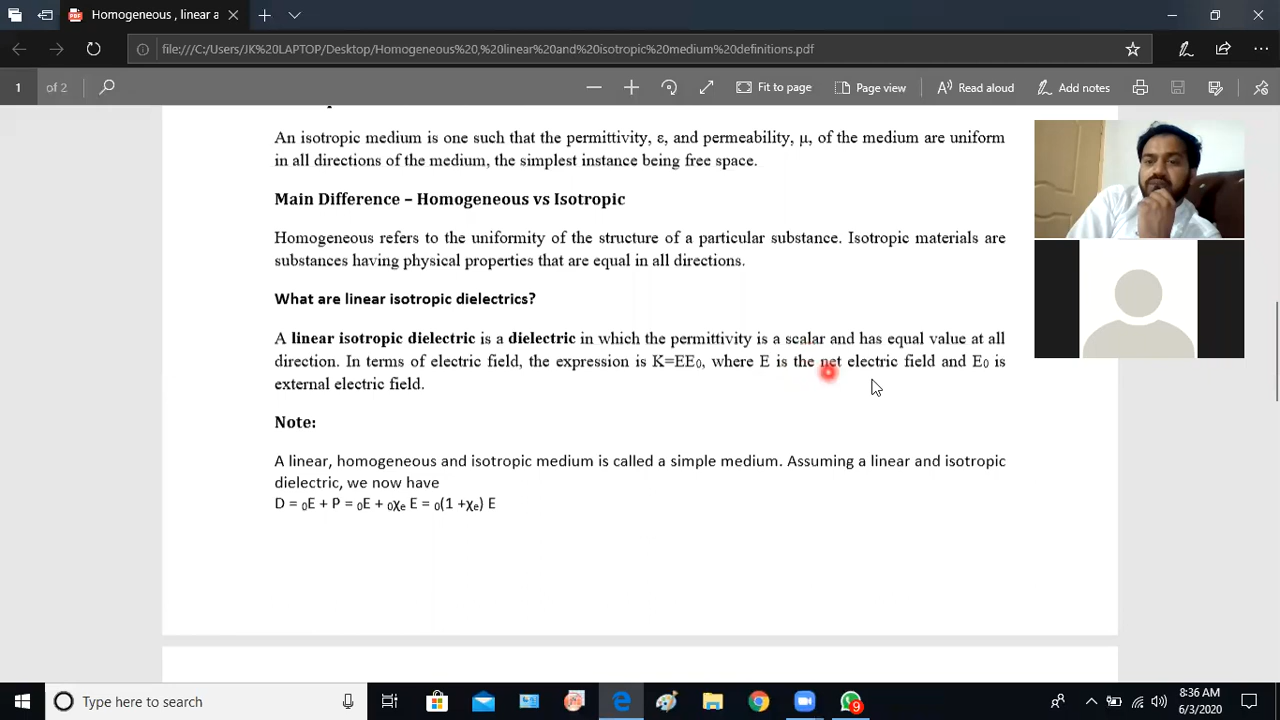 Homogeneous , linear a
file:///C:/Users/JK%20LAPTOP/Desktop/Homogeneous%20,%20linear%20and%20isotropic%20medium%20definitions.pdf
1 of 2
Fit to page
Page view
Read aloud
Add notes
An isotropic medium is one such that the permittivity, ε, and permeability, μ, of the medium are uniform
in all directions of the medium, the simplest instance being free space.
Main Difference – Homogeneous vs Isotropic
Homogeneous refers to the uniformity of the structure of a particular substance. Isotropic materials are
substances having physical properties that are equal in all directions.
What are linear isotropic dielectrics?
A linear isotropic dielectric is a dielectric in which the permittivity is a scalar and has equal value at all
direction. In terms of electric field, the expression is K=EE₀, where E is the net electric field and E₀ is
external electric field.
Note:
A linear, homogeneous and isotropic medium is called a simple medium. Assuming a linear and isotropic
dielectric, we now have
D = ₀E + P = ₀E + ₀χₑ E = ₀(1 +χₑ) E
Type here to search
9
8:36 AM
6/3/2020